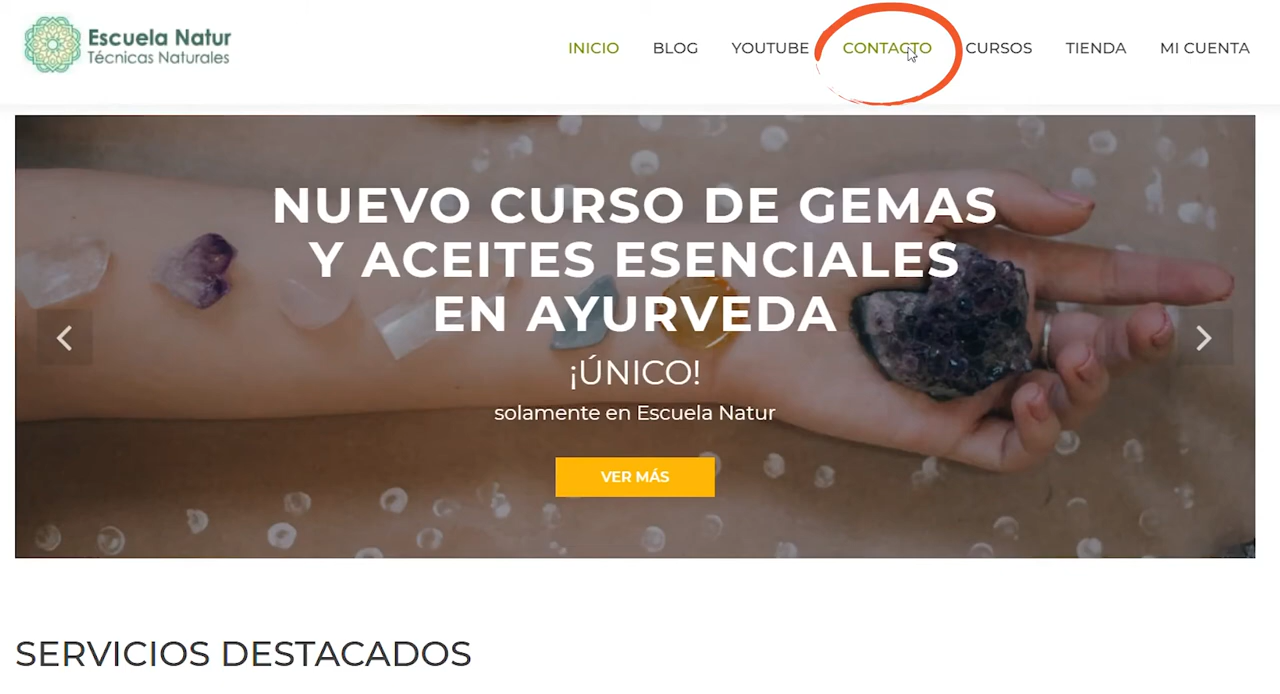 Escuela Natur
Técnicas Naturales
INICIO BLOG YOUTUBE CONTACTO CURSOS TIENDA MI CUENTA
NUEVO CURSO DE GEMAS
Y ACEITES ESENCIALES
EN AYURVEDA
¡ÚNICO!
solamente en Escuela Natur
VER MÁS
SERVICIOS DESTACADOS